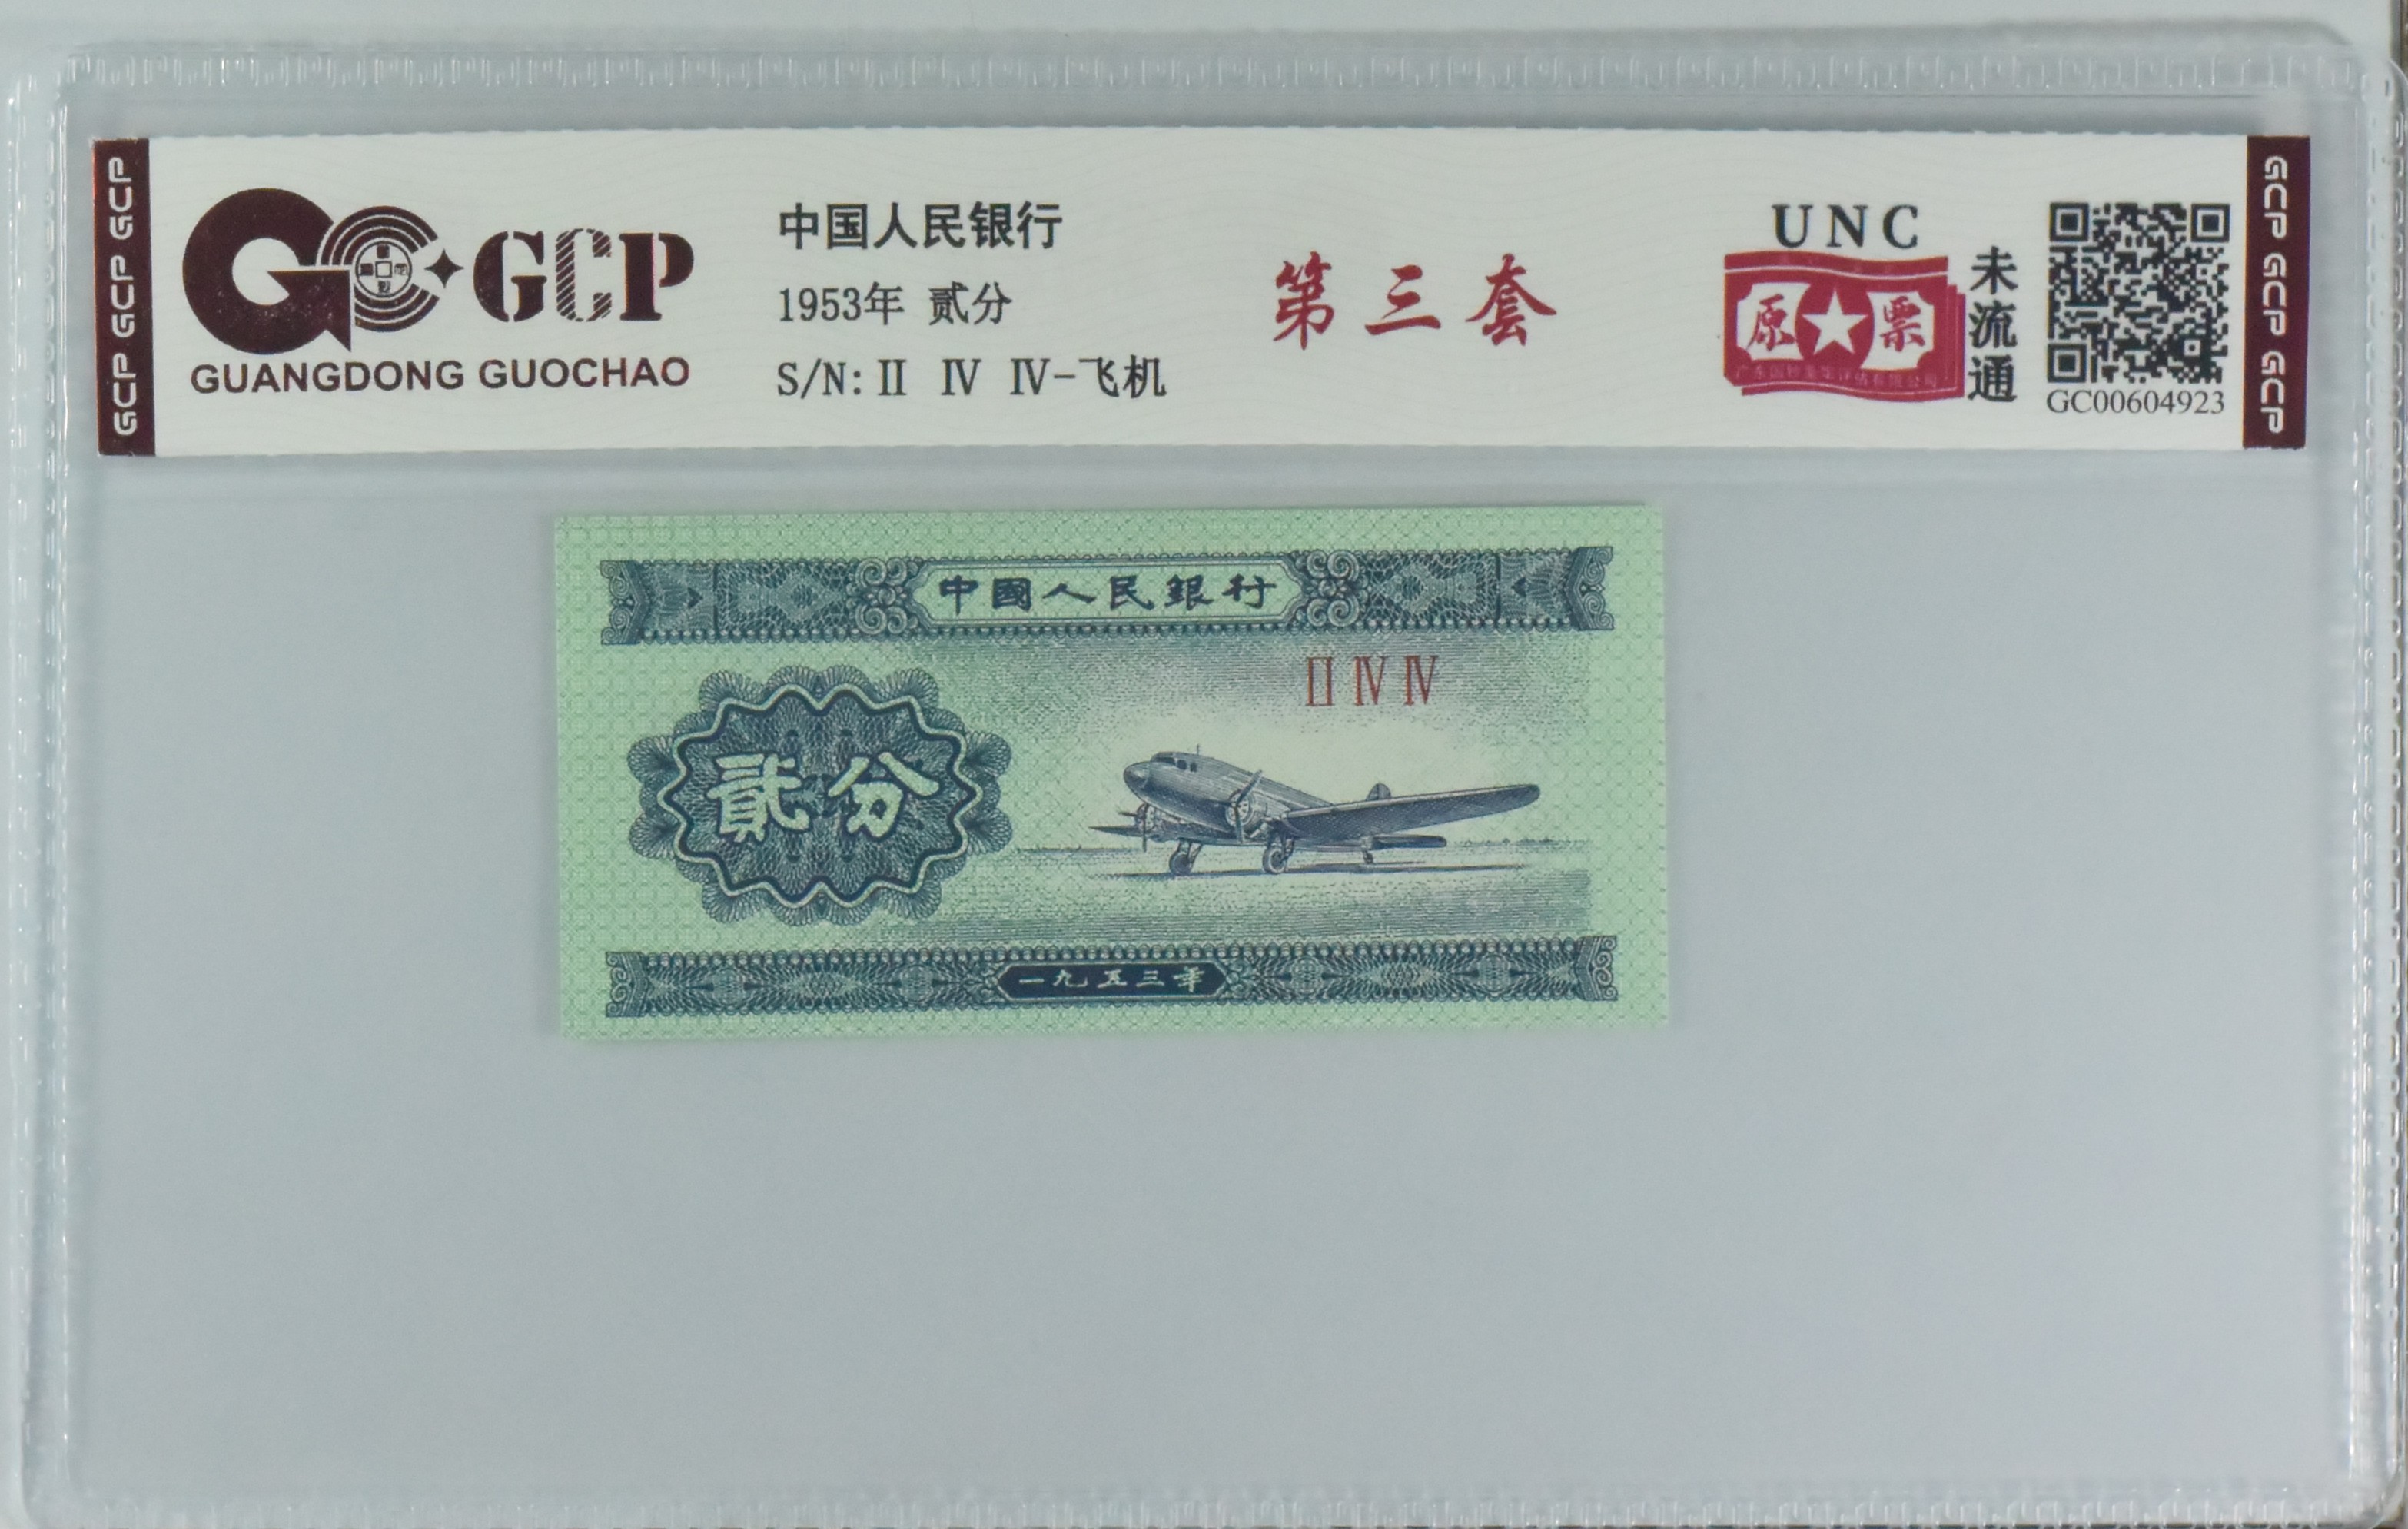 GCP GCP GCP
GCP
GUANGDONG GUOCHAO
中国人民银行
1953年 贰分
S/N: Ⅱ Ⅳ Ⅳ-飞机
第三套
UNC
原★票
未流通
GC00604923
GCP GCP GCP
中國人民銀行
Ⅱ Ⅳ Ⅳ
貳分
一九五三年